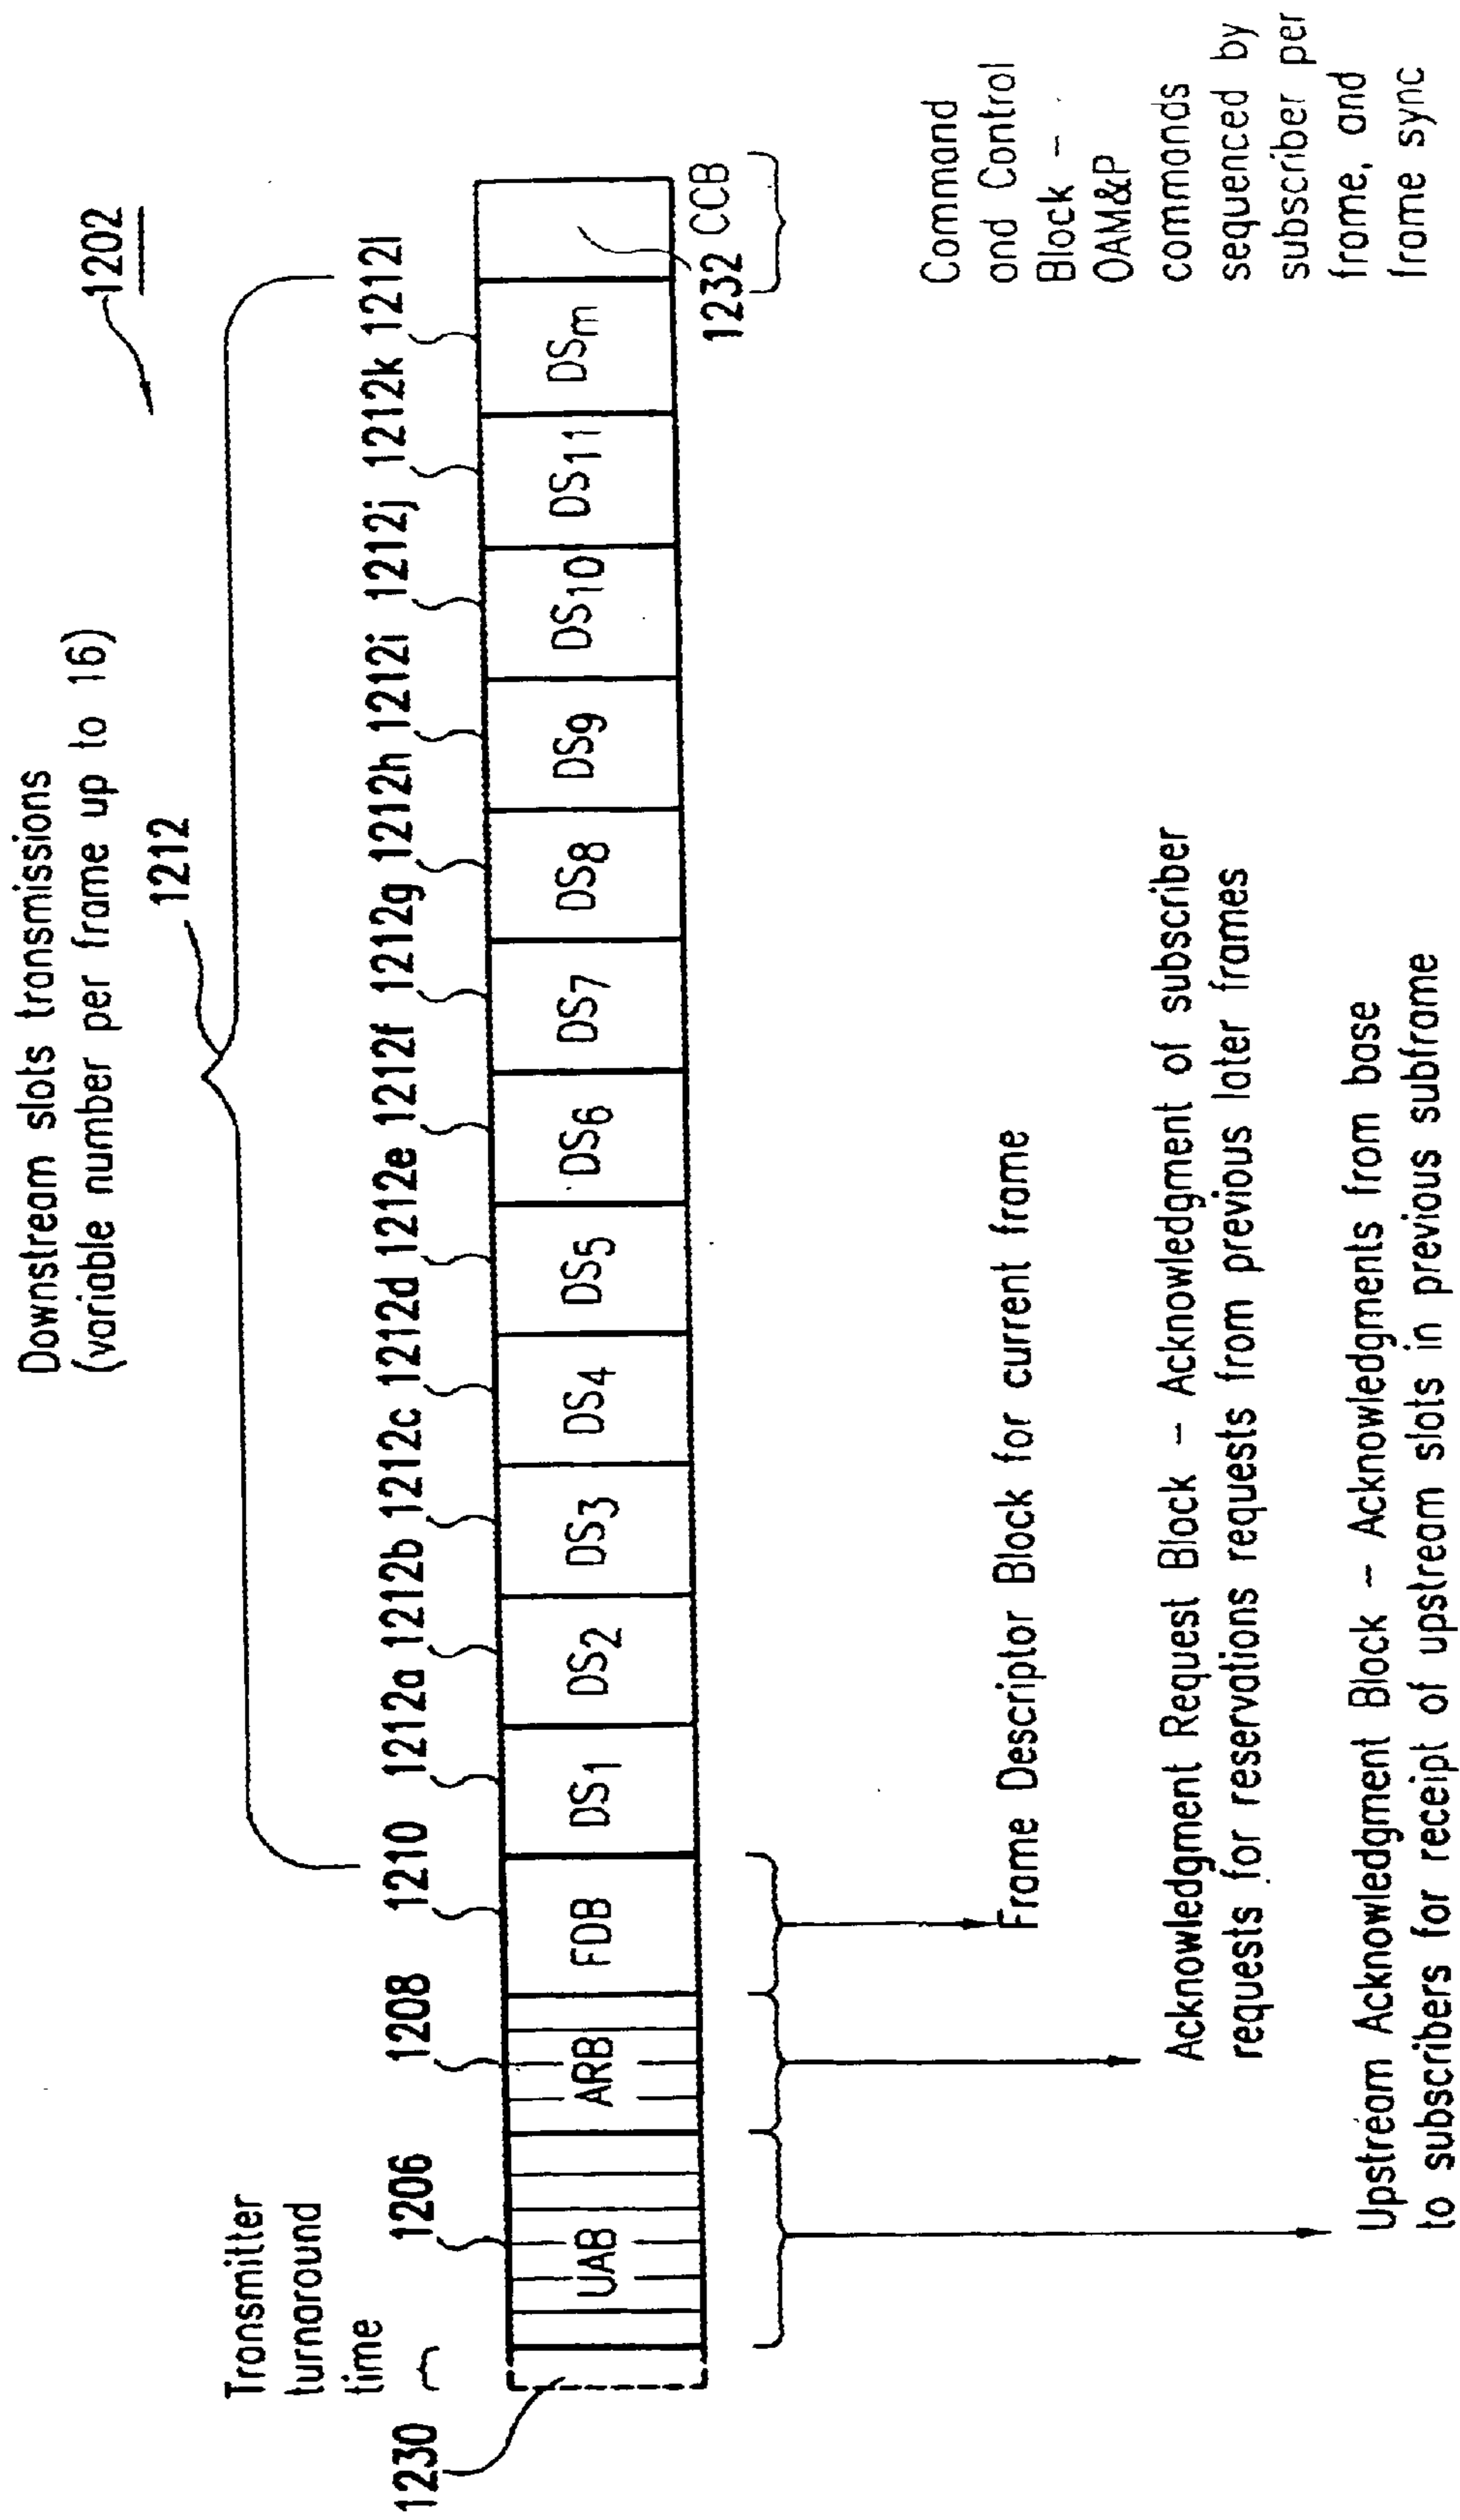 1202
Downstream slots transmissions
(variable number per frame up to 16)
1212
Transmitter
turnaround
time
1230
1206
1208
1210
1212a
1212b
1212c
1212d
1212e
1212f
1212g
1212h
1212i
1212j
1212k
1212l
UAB
ARB
FDB
DS1
DS2
DS3
DS4
DS5
DS6
DS7
DS8
DS9
DS10
DS11
DSm
1232
CCB
Command
and Control
Block -
OAM&P
commands
sequenced by
subscriber per
frame, and
frame sync
Frame Descriptor Block for current frame
Acknowledgment Request Block - Acknowledgment of subscriber
requests for reservations requests from previous later frames
Upstream Acknowledgment Block - Acknowledgments from base
to subscribers for receipt of upstream slots in previous subframe